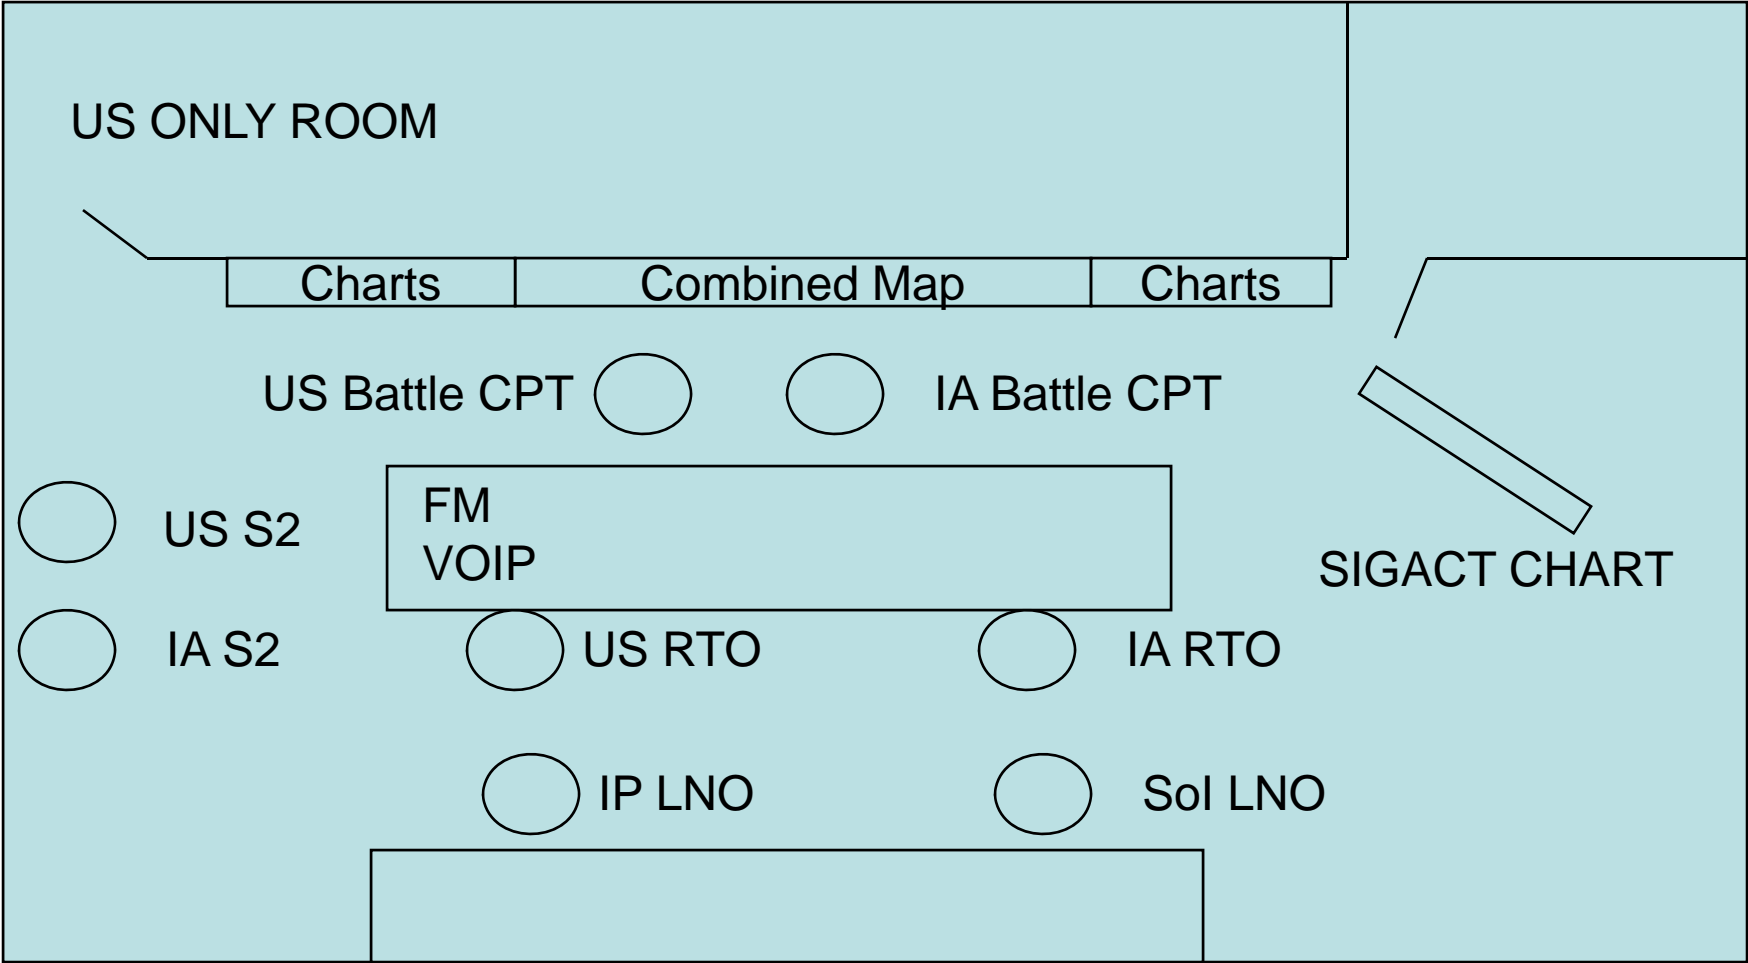 US ONLY ROOM
Charts
Combined Map
Charts
US Battle CPT
IA Battle CPT
FM
VOIP
US S2
SIGACT CHART
IA S2
US RTO
IA RTO
IP LNO
SoI LNO